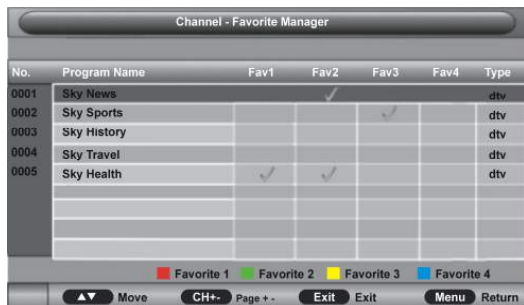 Channel - Favorite Manager
No. Program Name Fav1 Fav2 Fav3 Fav4 Type
0001 Sky News dtv
0002 Sky Sports dtv
0003 Sky History dtv
0004 Sky Travel dtv
0005 Sky Health dtv
Favorite 1 Favorite 2 Favorite 3 Favorite 4
Move CH+- Page + - Exit Exit Menu Return